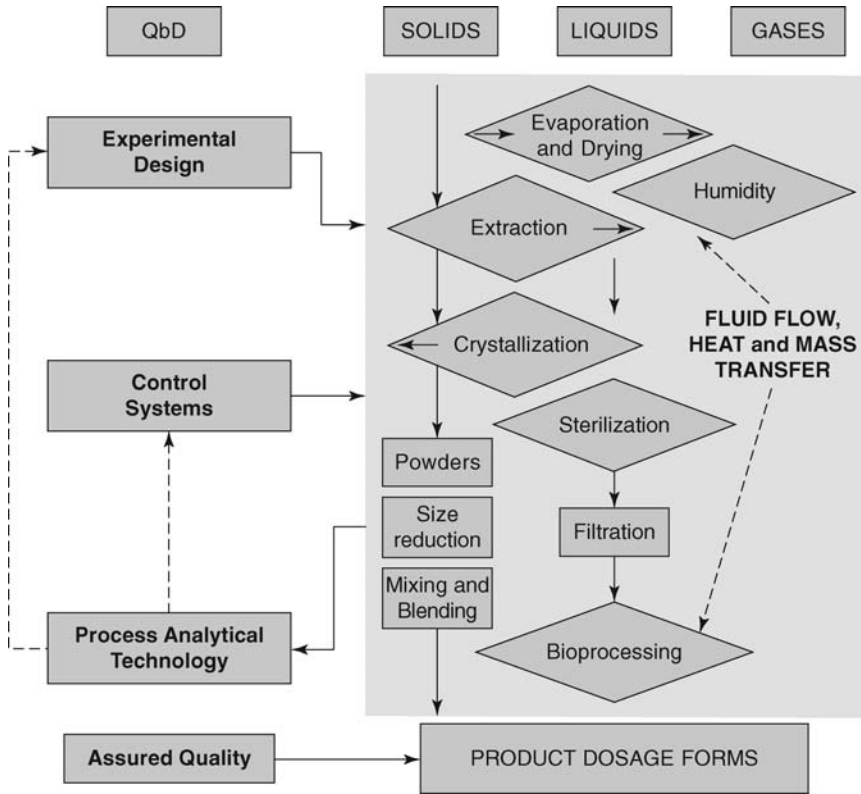 QbD
SOLIDS
LIQUIDS
GASES
Experimental
Design
Evaporation
and Drying
Humidity
Extraction
Crystallization
FLUID FLOW,
HEAT and MASS
TRANSFER
Control
Systems
Sterilization
Powders
Size
reduction
Filtration
Mixing and
Blending
Process Analytical
Technology
Bioprocessing
Assured Quality
PRODUCT DOSAGE FORMS